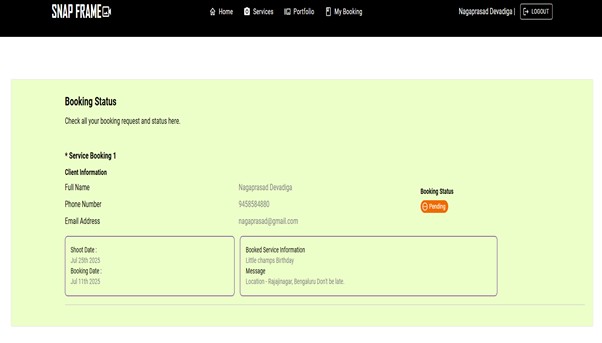 SNAP FRAME
Home Services Portfolio My Booking Nagaprasad Devadiga | LOGOUT
Booking Status
Check all your booking request and status here.
* Service Booking 1
Client Information
Full Name Nagaprasad Devadiga
Booking Status
Phone Number 9458584880
Pending
Email Address nagaprasad@gmail.com
Shoot Date :
Jul 25th 2025
Booking Date :
Jul 11th 2025
Booked Service Information
Little champs Birthday
Message
Location - Rajajinagar, Bengaluru Don't be late